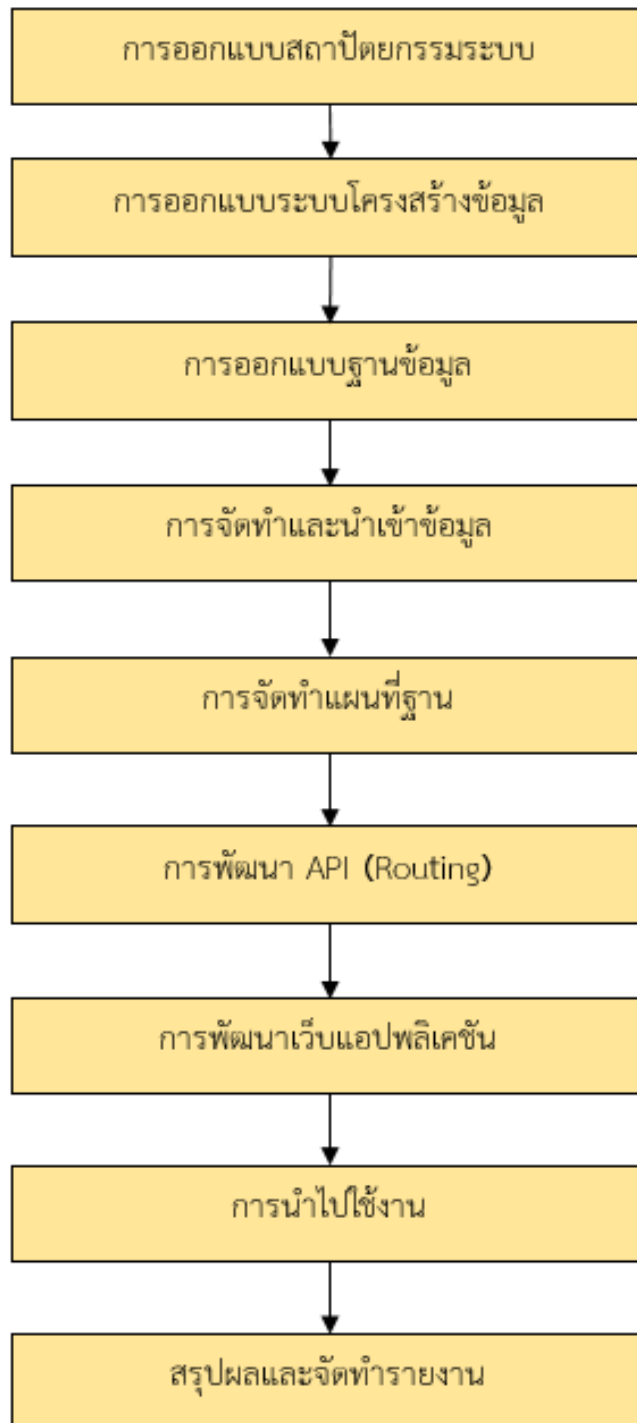 การออกแบบสถาปัตยกรรมระบบ
การออกแบบระบบโครงสร้างข้อมูล
การออกแบบฐานข้อมูล
การจัดทำและนำเข้าข้อมูล
การจัดทำแผนที่ฐาน
การพัฒนา API (Routing)
การพัฒนาเว็บแอปพลิเคชัน
การนำไปใช้งาน
สรุปผลและจัดทำรายงาน